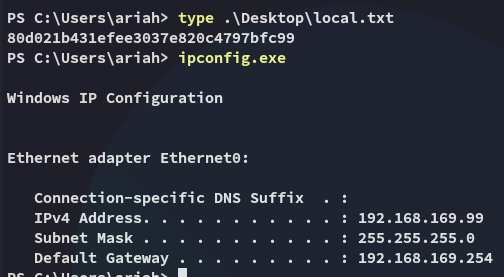 PS C:\Users\ariah> type .\Desktop\local.txt
80d021b431efee3037e820c4797bfc99
PS C:\Users\ariah> ipconfig.exe
Windows IP Configuration
Ethernet adapter Ethernet0:
Connection-specific DNS Suffix  . :
IPv4 Address. . . . . . . . . . . : 192.168.169.99
Subnet Mask . . . . . . . . . . . : 255.255.255.0
Default Gateway . . . . . . . . . : 192.168.169.254
PS C:\Users\ariah>